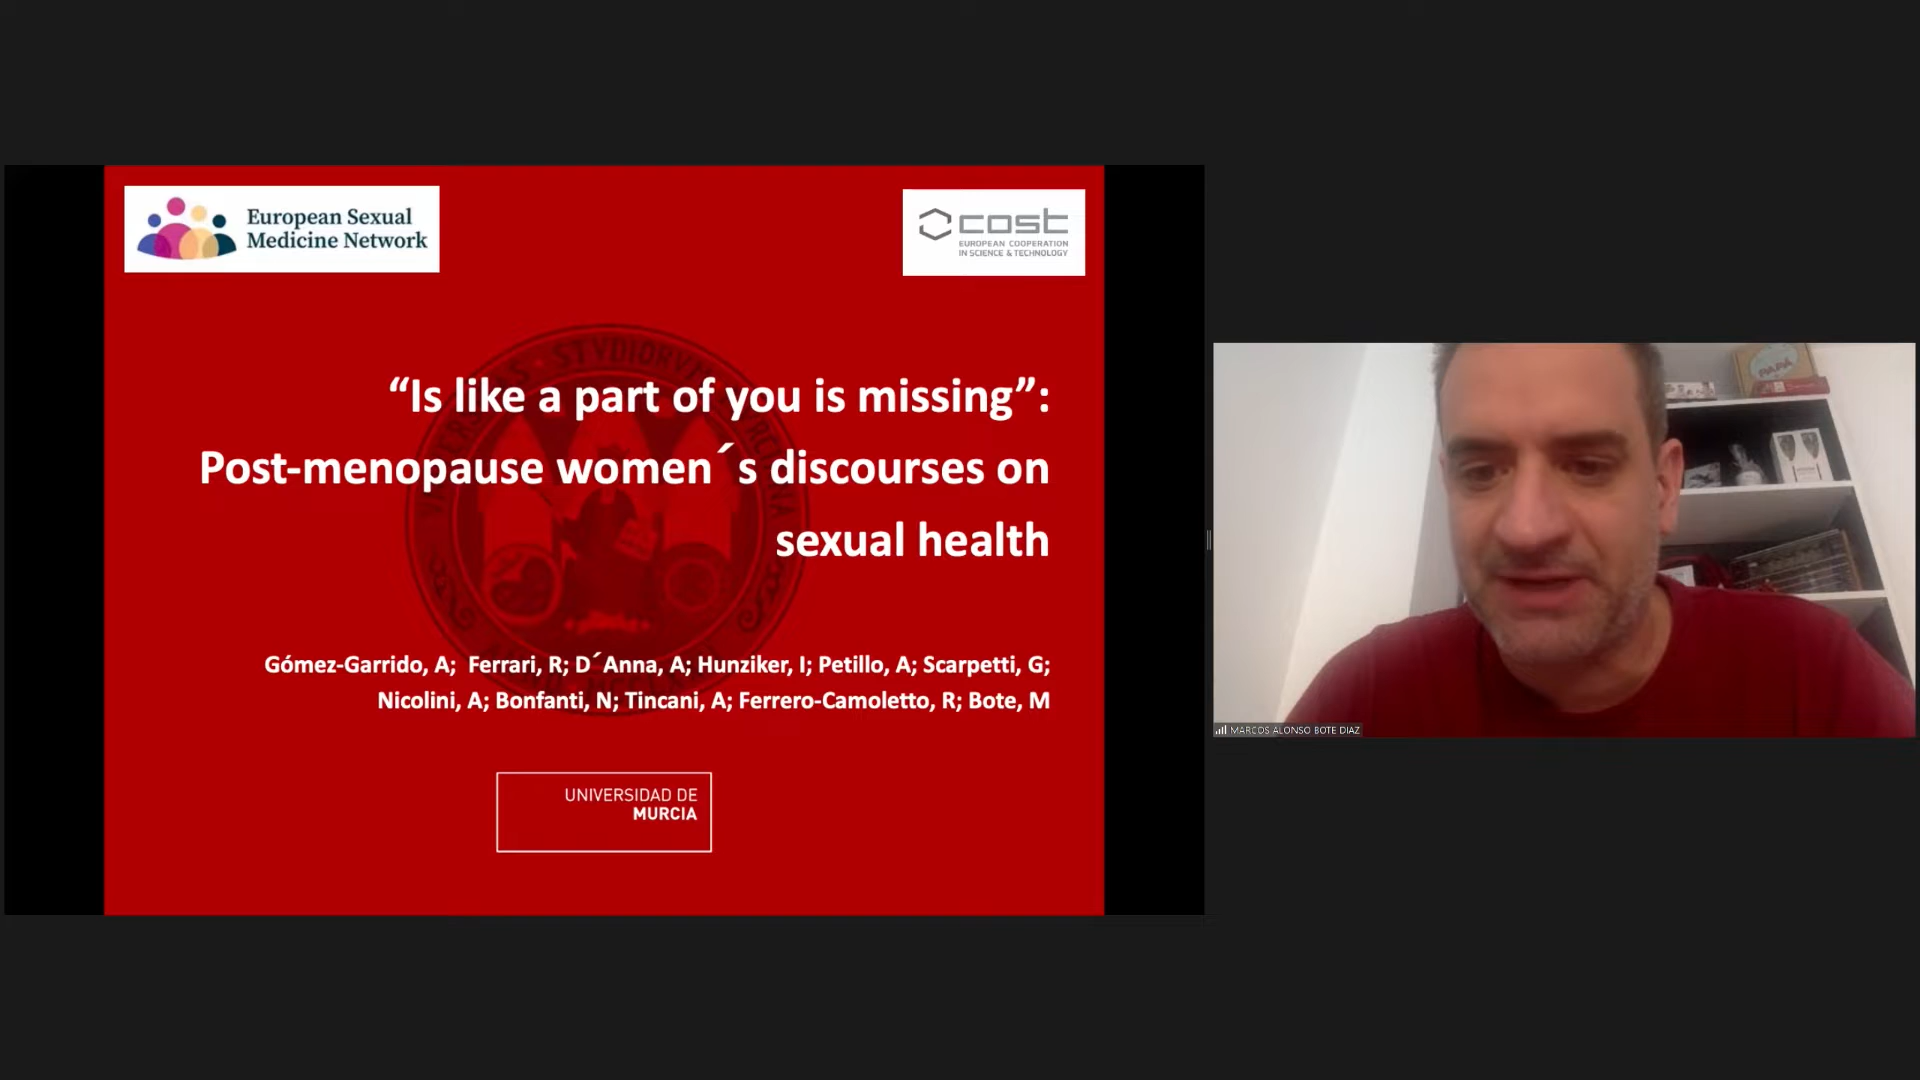 European Sexual
Medicine Network
cost
EUROPEAN COOPERATION
IN SCIENCE & TECHNOLOGY
“Is like a part of you is missing”:
Post-menopause women´s discourses on
sexual health
Gómez-Garrido, A;  Ferrari, R; D´Anna, A; Hunziker, I; Petillo, A; Scarpetti, G;
Nicolini, A; Bonfanti, N; Tincani, A; Ferrero-Camoletto, R; Bote, M
UNIVERSIDAD DE
MURCIA
PAPÁ
MARCOS ALONSO BOTE DIAZ